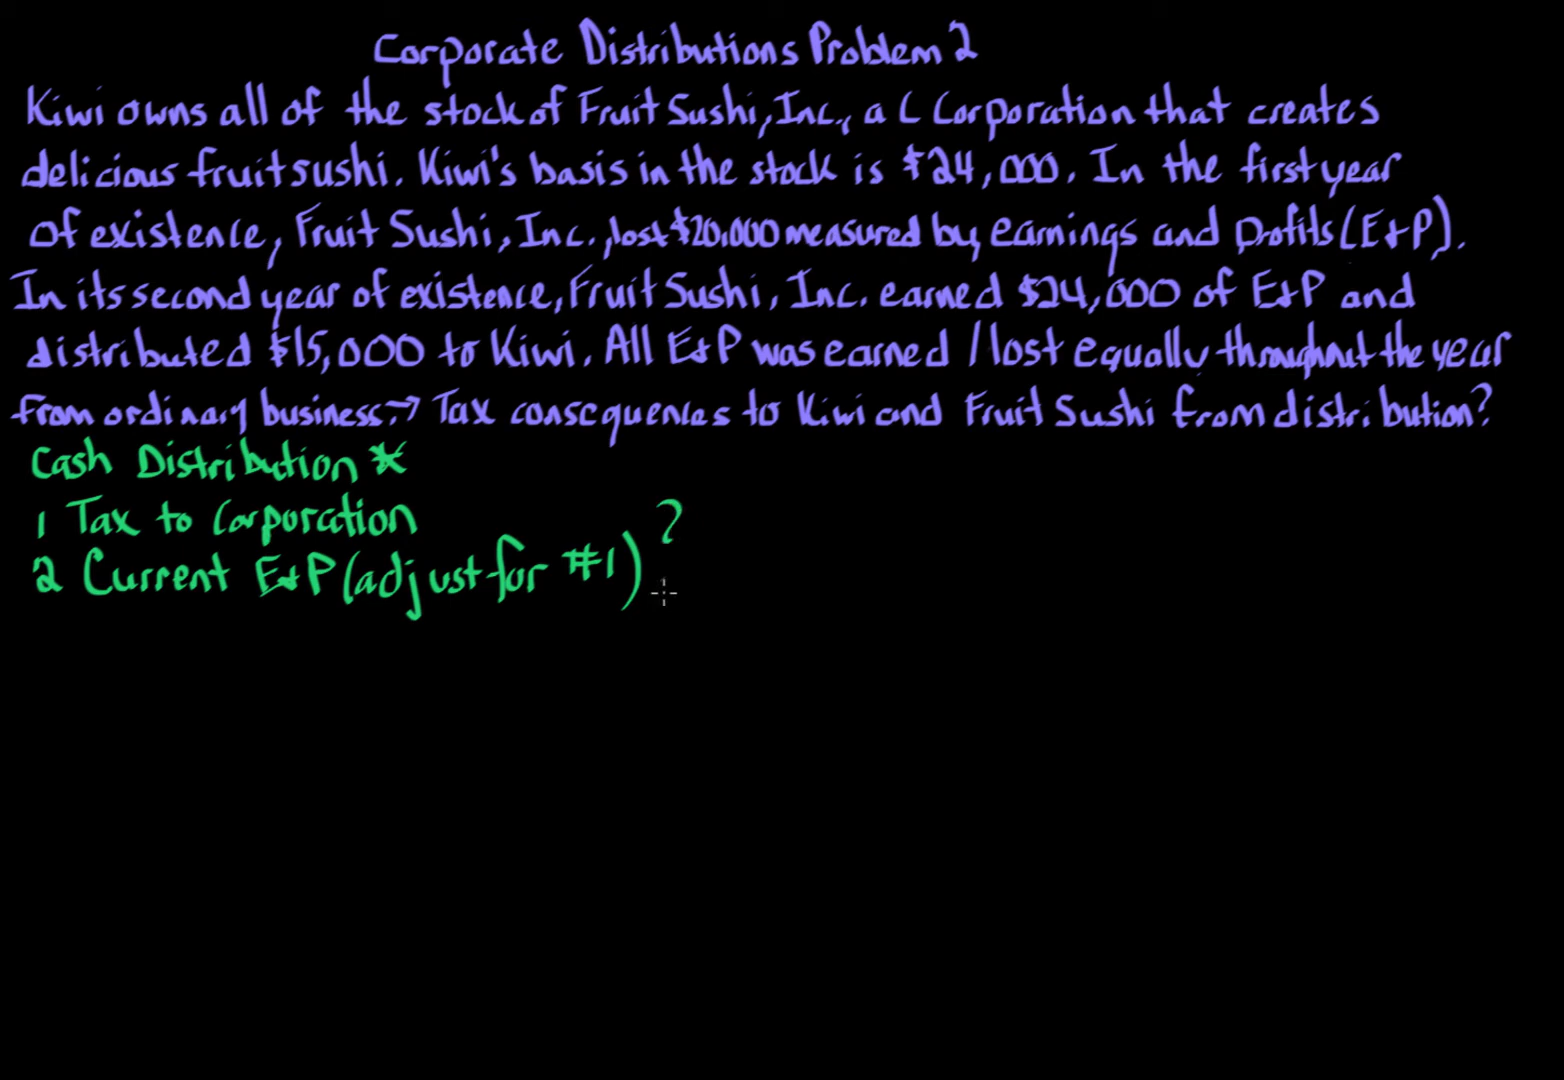 Corporate Distributions Problem 2
Kiwi owns all of the stock of Fruit Sushi, Inc., a C Corporation that creates
delicious fruit sushi. Kiwi's basis in the stock is $24,000. In the first year
of existence, Fruit Sushi, Inc., lost $20,000 measured by earnings and profits (E+P).
In its second year of existence, Fruit Sushi, Inc. earned $24,000 of E+P and
distributed $15,000 to Kiwi. All E+P was earned / lost equally throughout the year
from ordinary business. → Tax consequences to Kiwi and Fruit Sushi from distribution?
Cash Distribution *
1 Tax to Corporation
2 Current E+P (adjust for #1) ?